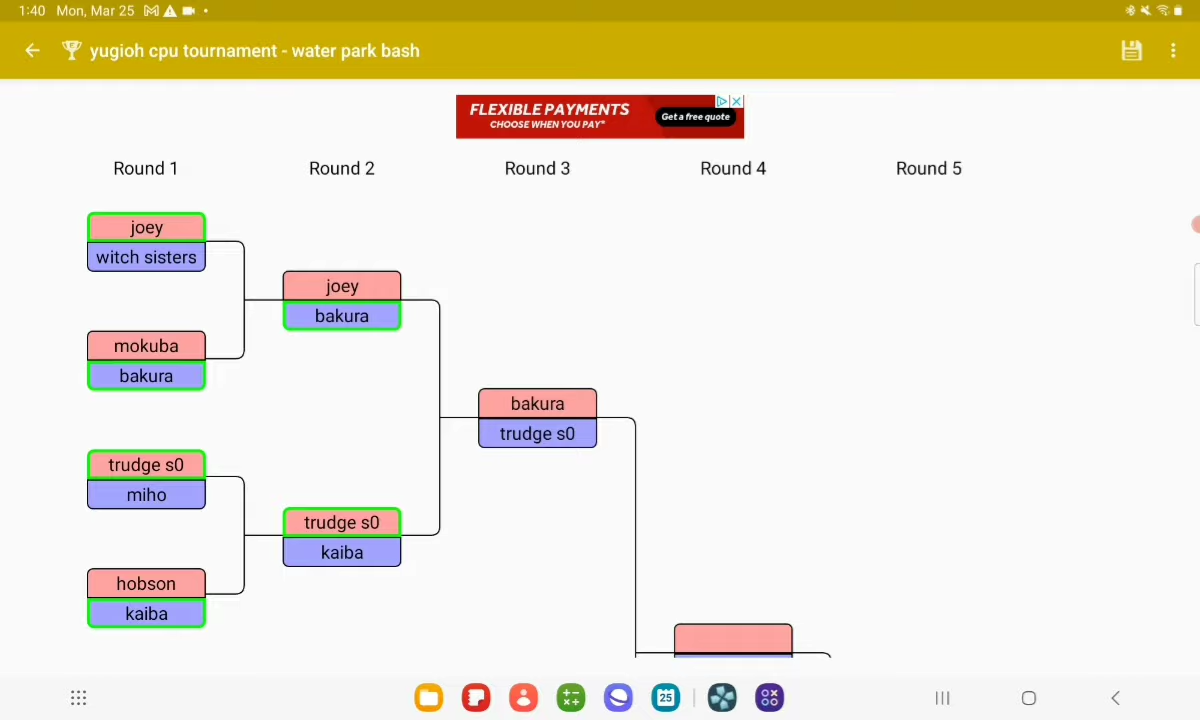 1:40 Mon, Mar 25
yugioh cpu tournament - water park bash
FLEXIBLE PAYMENTS
CHOOSE WHEN YOU PAY*
Get a free quote
Round 1
Round 2
Round 3
Round 4
Round 5
joey
witch sisters
mokuba
bakura
trudge s0
miho
hobson
kaiba
joey
bakura
trudge s0
kaiba
bakura
trudge s0
25